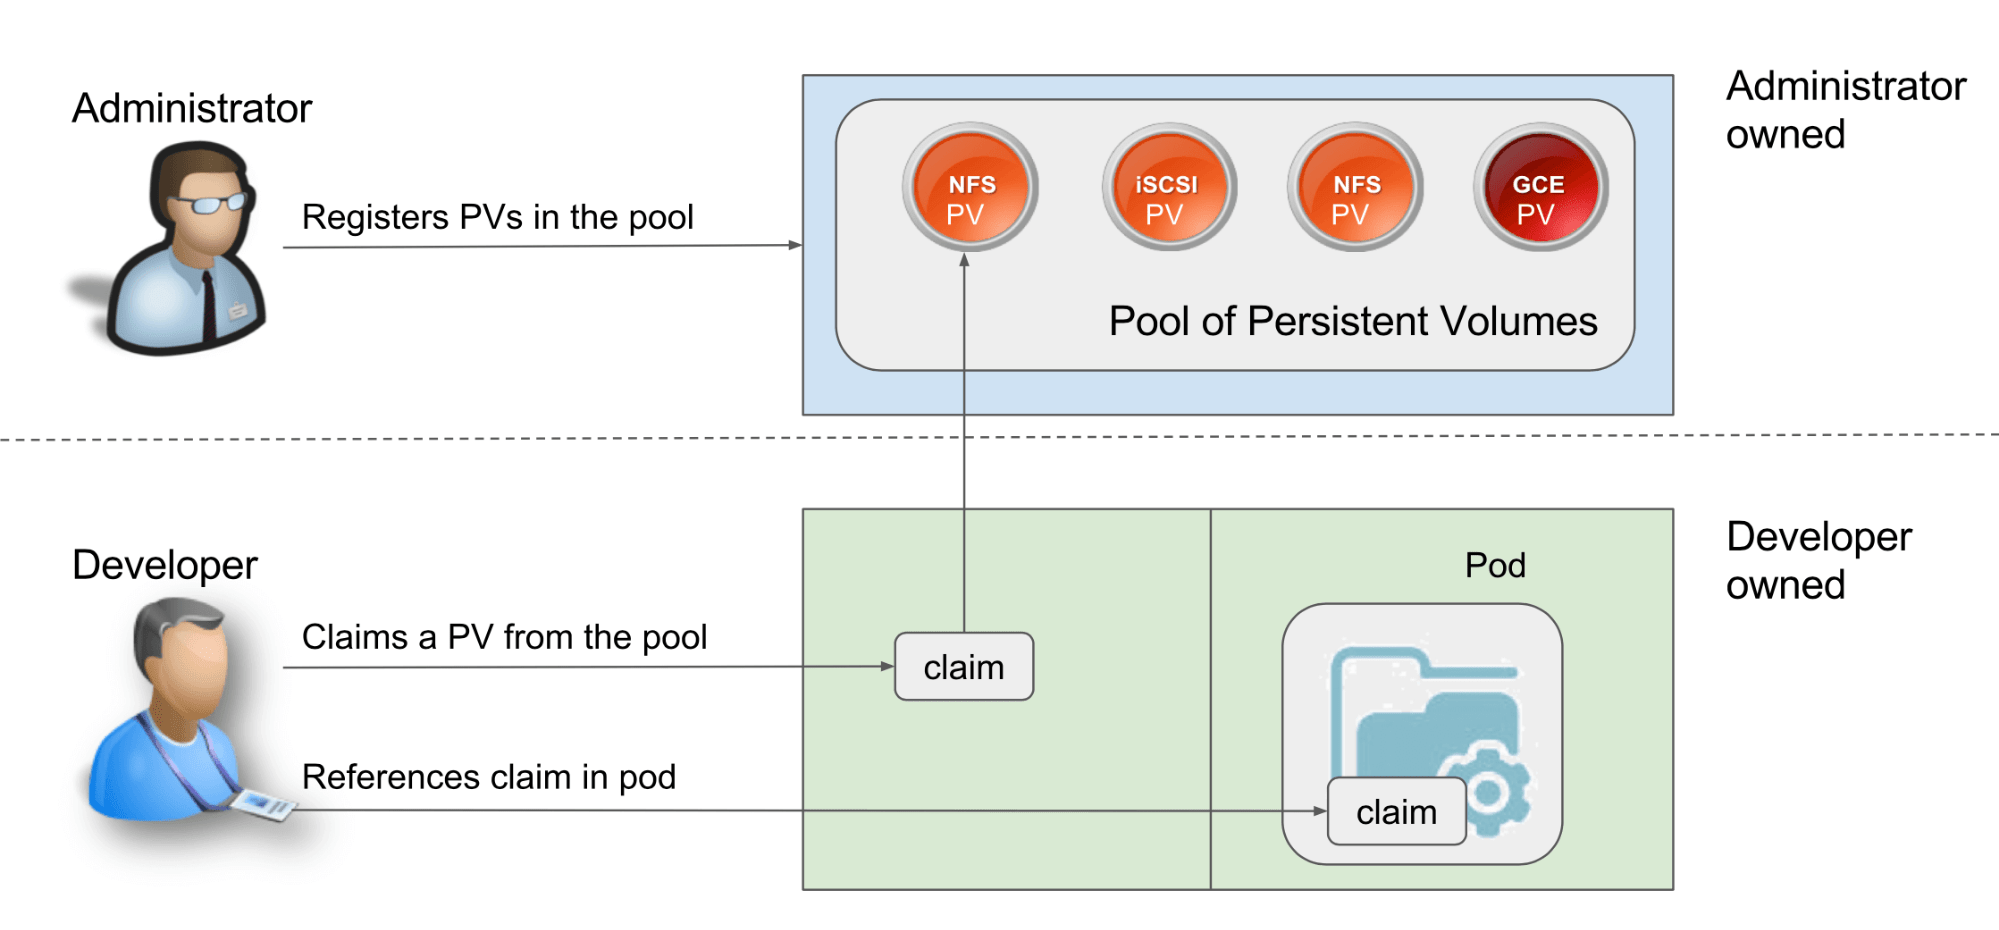 Administrator
Registers PVs in the pool
NFS
PV
iSCSI
PV
NFS
PV
GCE
PV
Pool of Persistent Volumes
Administrator
owned
Developer
Claims a PV from the pool
claim
References claim in pod
Pod
claim
Developer
owned